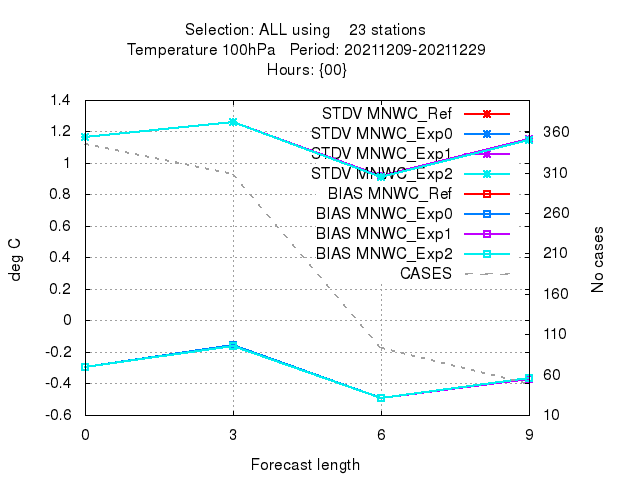 Selection: ALL using    23 stations
Temperature 100hPa   Period: 20211209-20211229
Hours: {00}
1.4
1.2
1
0.8
0.6
0.4
0.2
0
-0.2
-0.4
-0.6
deg C
STDV MNWC_Ref
STDV MNWC_Exp0
STDV MNWC_Exp1
STDV MNWC_Exp2
BIAS MNWC_Ref
BIAS MNWC_Exp0
BIAS MNWC_Exp1
BIAS MNWC_Exp2
CASES
360
310
260
210
160
110
60
10
No cases
0 3 6 9
Forecast length